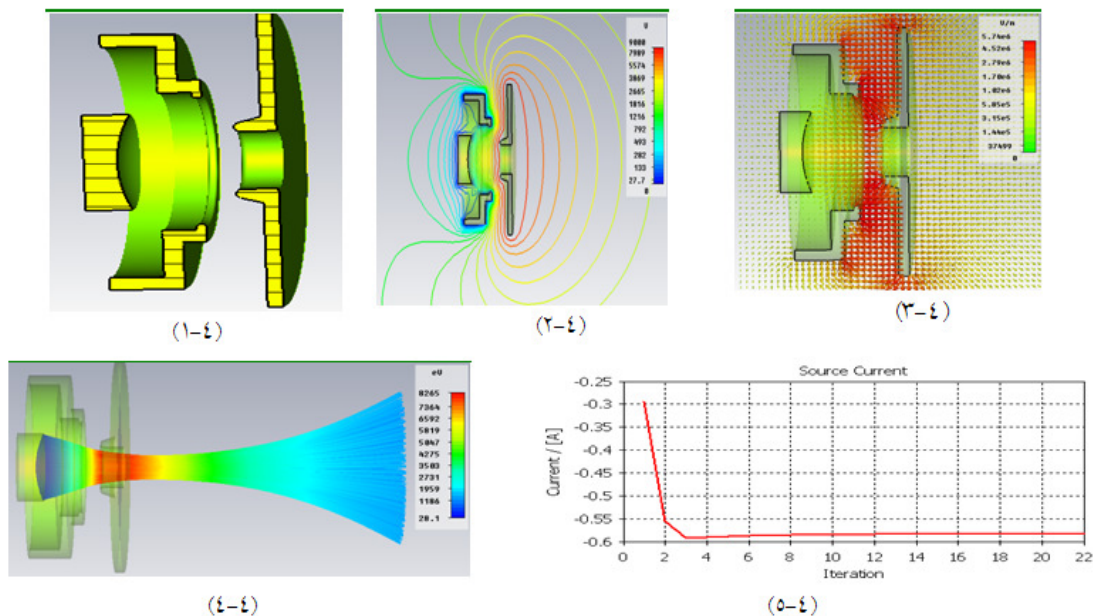 (١-٤)
V
9000
7989
5574
3869
2665
1816
1216
792
493
282
133
27.7
0
(٢-٤)
V/m
5.74e6
4.52e6
2.79e6
1.70e6
1.02e6
5.85e5
3.15e5
1.44e5
37499
0
(٣-٤)
eV
8265
7364
6592
5819
5047
4275
3503
2731
1959
1186
28.1
(٤-٤)
Source Current
Current / [A]
-0.25
-0.3
-0.35
-0.4
-0.45
-0.5
-0.55
-0.6
0 2 4 6 8 10 12 14 16 18 20 22
Iteration
(٥-٤)